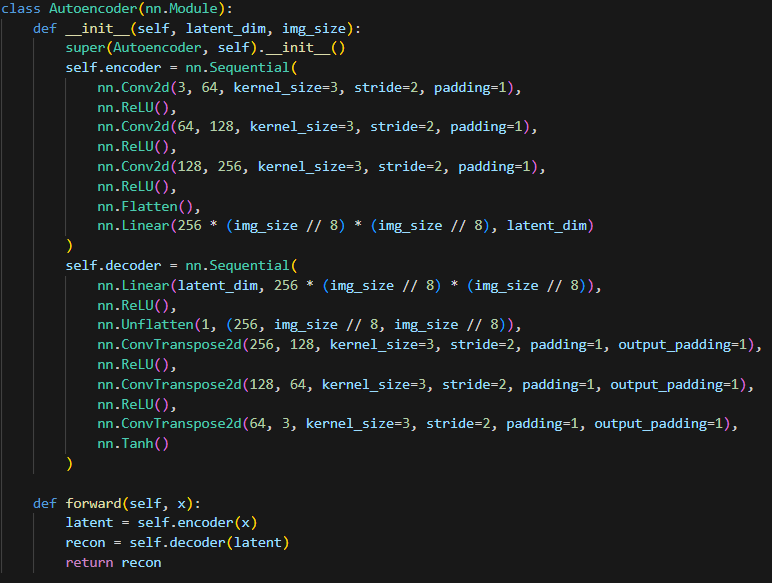 class Autoencoder(nn.Module):
    def __init__(self, latent_dim, img_size):
        super(Autoencoder, self).__init__()
        self.encoder = nn.Sequential(
            nn.Conv2d(3, 64, kernel_size=3, stride=2, padding=1),
            nn.ReLU(),
            nn.Conv2d(64, 128, kernel_size=3, stride=2, padding=1),
            nn.ReLU(),
            nn.Conv2d(128, 256, kernel_size=3, stride=2, padding=1),
            nn.ReLU(),
            nn.Flatten(),
            nn.Linear(256 * (img_size // 8) * (img_size // 8), latent_dim)
        )
        self.decoder = nn.Sequential(
            nn.Linear(latent_dim, 256 * (img_size // 8) * (img_size // 8)),
            nn.ReLU(),
            nn.Unflatten(1, (256, img_size // 8, img_size // 8)),
            nn.ConvTranspose2d(256, 128, kernel_size=3, stride=2, padding=1, output_padding=1),
            nn.ReLU(),
            nn.ConvTranspose2d(128, 64, kernel_size=3, stride=2, padding=1, output_padding=1),
            nn.ReLU(),
            nn.ConvTranspose2d(64, 3, kernel_size=3, stride=2, padding=1, output_padding=1),
            nn.Tanh()
        )
    def forward(self, x):
        latent = self.encoder(x)
        recon = self.decoder(latent)
        return recon